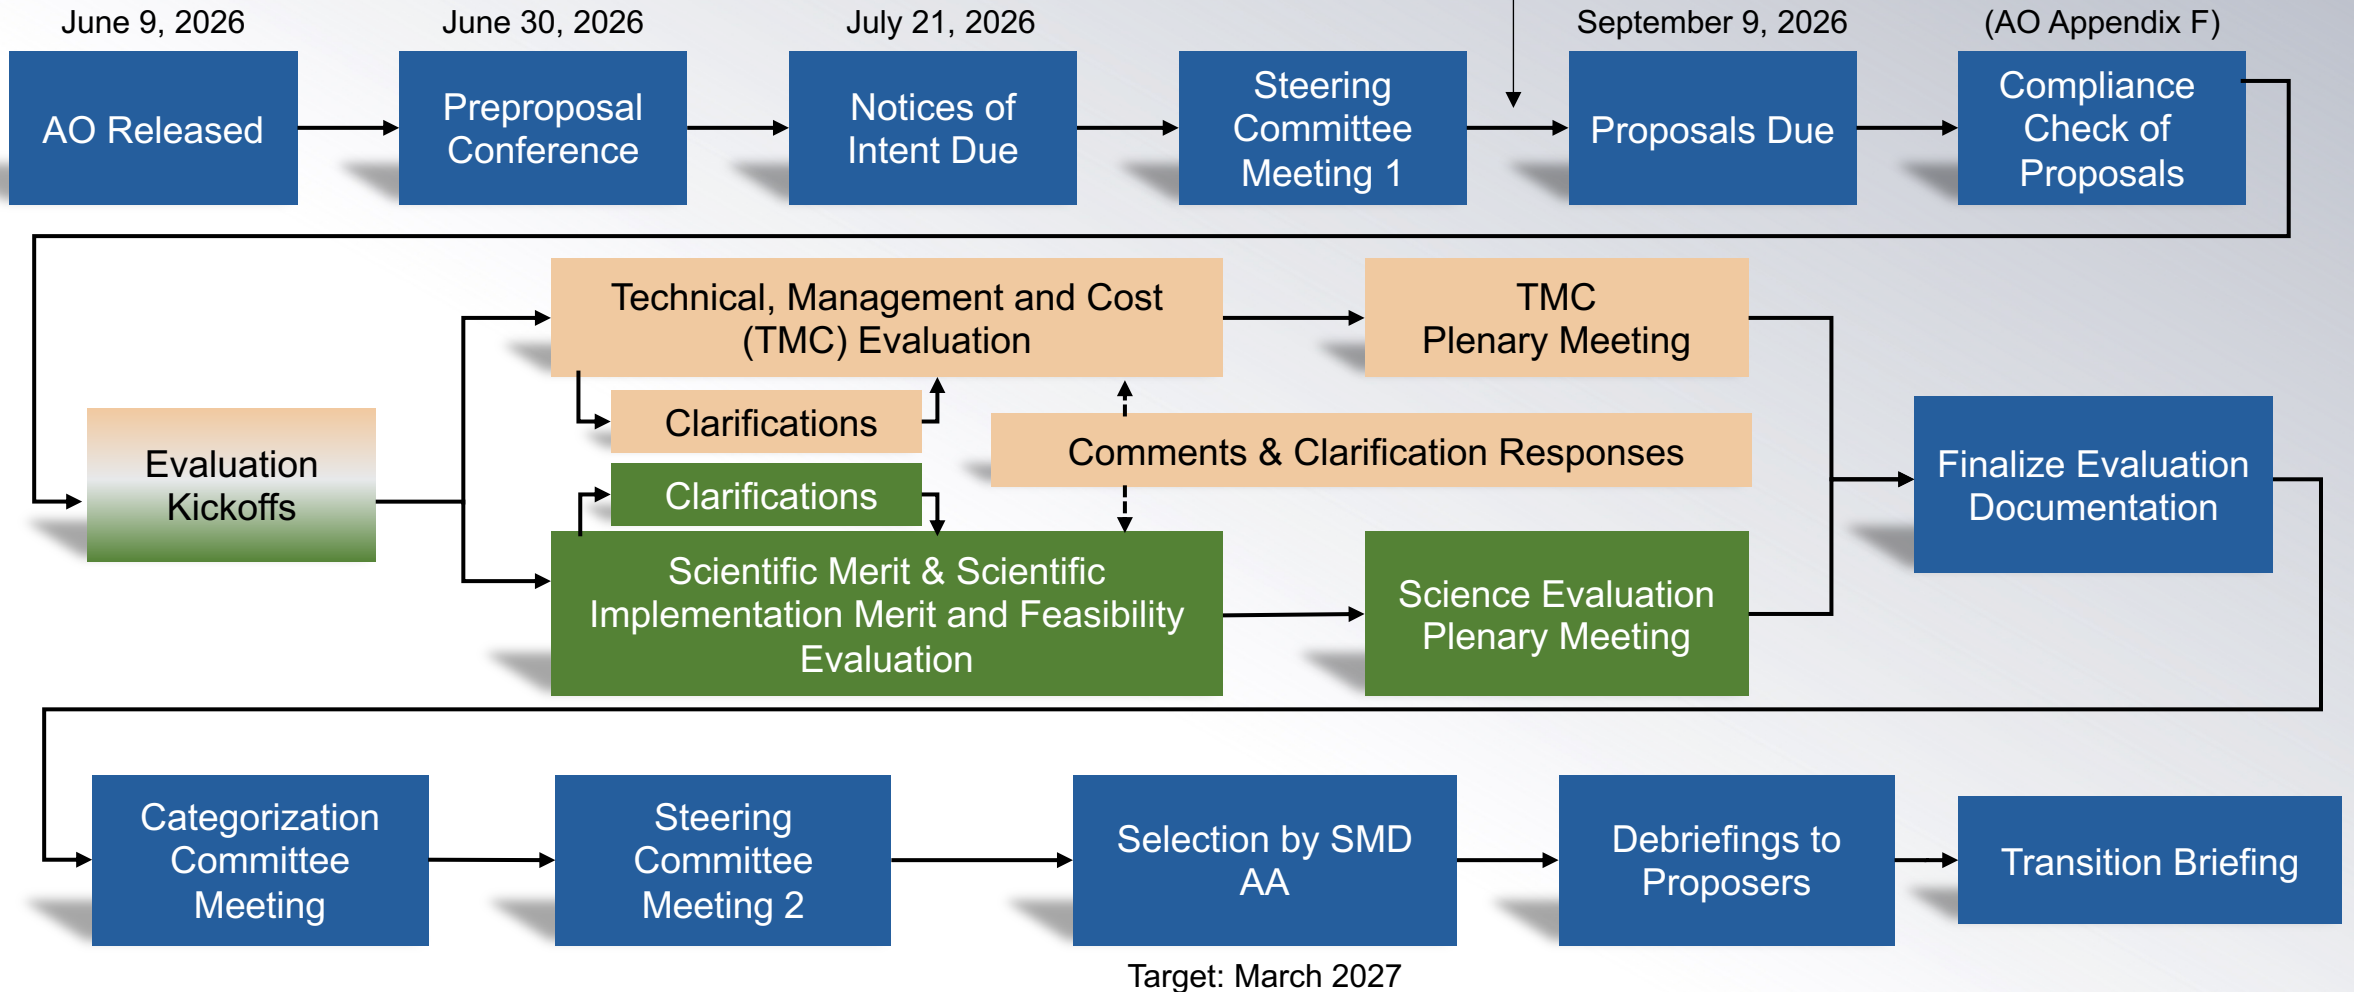 June 9, 2026
June 30, 2026
July 21, 2026
September 9, 2026
(AO Appendix F)
AO Released
Preproposal
Conference
Notices of
Intent Due
Steering
Committee
Meeting 1
Proposals Due
Compliance
Check of
Proposals
Evaluation
Kickoffs
Technical, Management and Cost
(TMC) Evaluation
Clarifications
Clarifications
Scientific Merit & Scientific
Implementation Merit and Feasibility
Evaluation
Comments & Clarification Responses
TMC
Plenary Meeting
Science Evaluation
Plenary Meeting
Finalize Evaluation
Documentation
Categorization
Committee
Meeting
Steering
Committee
Meeting 2
Selection by SMD
AA
Target: March 2027
Debriefings to
Proposers
Transition Briefing